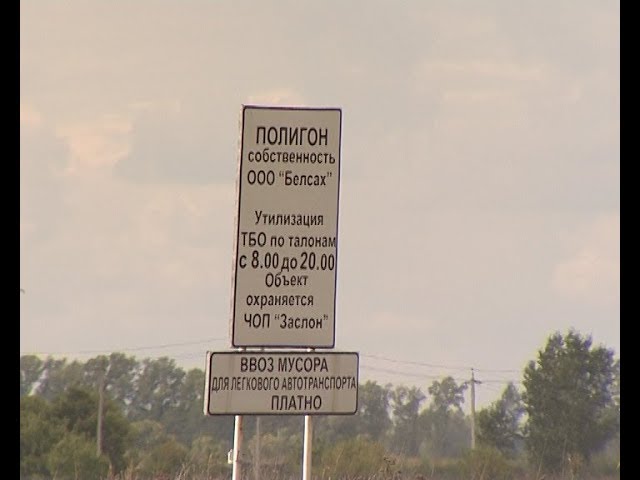 ПОЛИГОН
собственность
ООО "Белсах"
Утилизация
ТБО по талонам
с 8.00 до 20.00
Объект
охраняется
ЧОП "Заслон"
ВВОЗ МУСОРА
ДЛЯ ЛЕГКОВОГО АВТОТРАНСПОРТА
ПЛАТНО